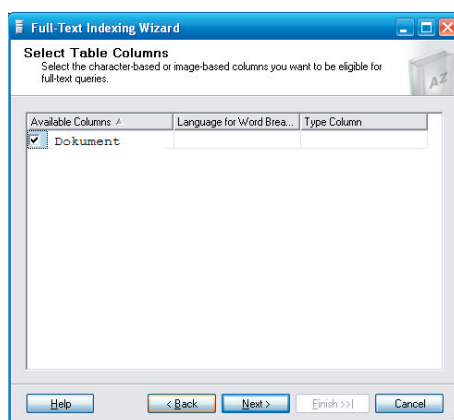 Full-Text Indexing Wizard
Select Table Columns
Select the character-based or image-based columns you want to be eligible for
full-text queries.
AZ
Available Columns Language for Word Brea... Type Column
Dokument
Help < Back Next > Finish >>| Cancel